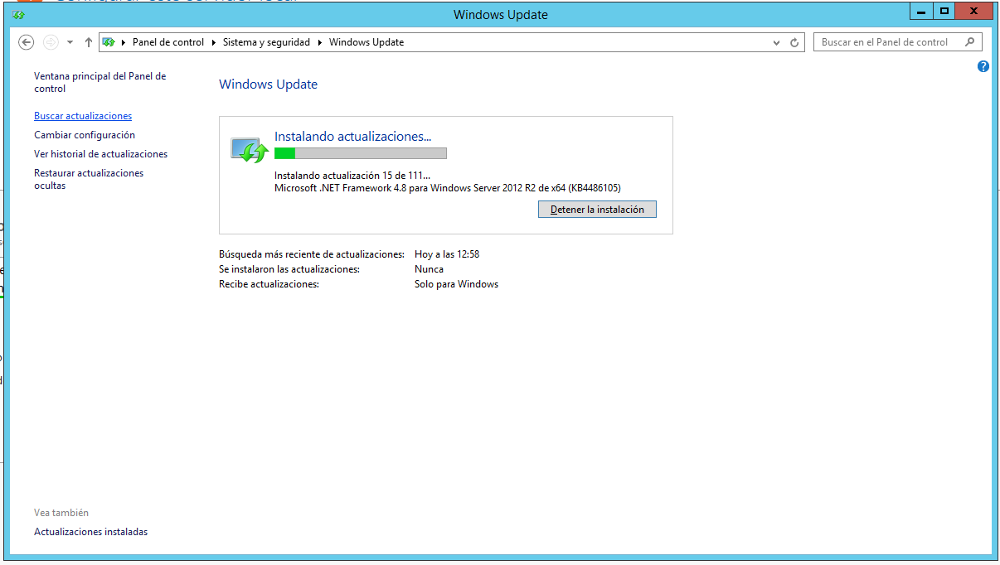 Windows Update
Panel de control Sistema y seguridad Windows Update
Buscar en el Panel de control
Ventana principal del Panel de
control
Buscar actualizaciones
Cambiar configuración
Ver historial de actualizaciones
Restaurar actualizaciones
ocultas
Windows Update
Instalando actualizaciones...
Instalando actualización 15 de 111...
Microsoft .NET Framework 4.8 para Windows Server 2012 R2 de x64 (KB4486105)
Detener la instalación
Búsqueda más reciente de actualizaciones: Hoy a las 12:58
Se instalaron las actualizaciones: Nunca
Recibe actualizaciones: Solo para Windows
Vea también
Actualizaciones instaladas